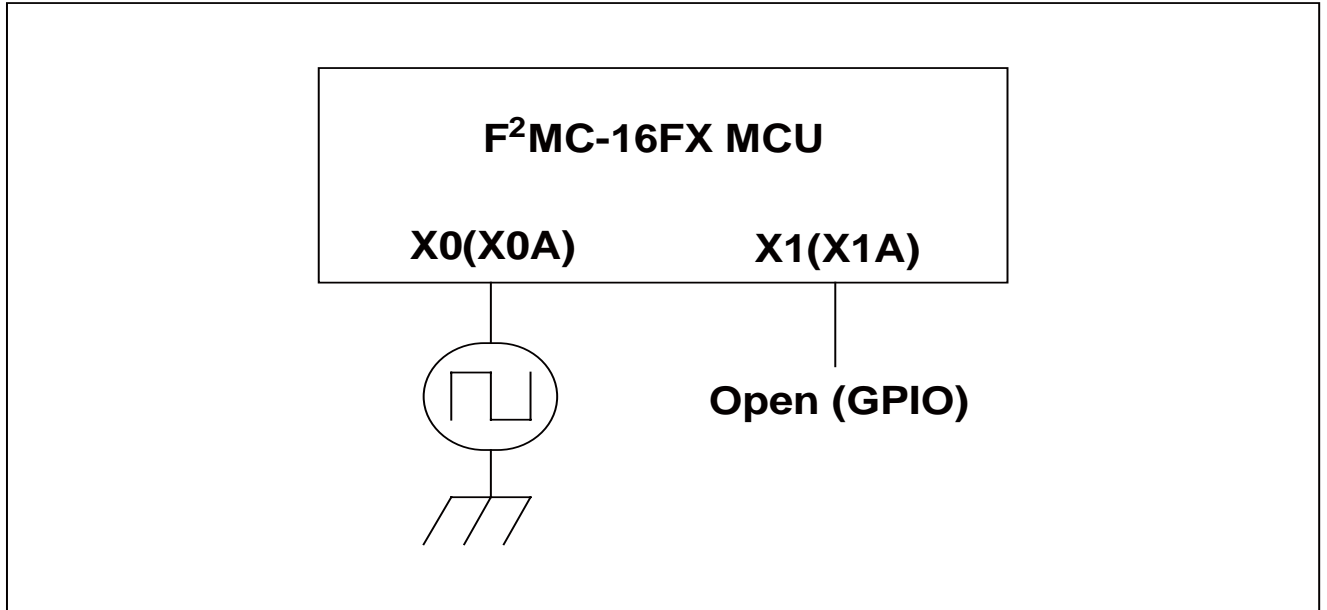 F²MC-16FX MCU
X0(X0A) X1(X1A)
Open (GPIO)